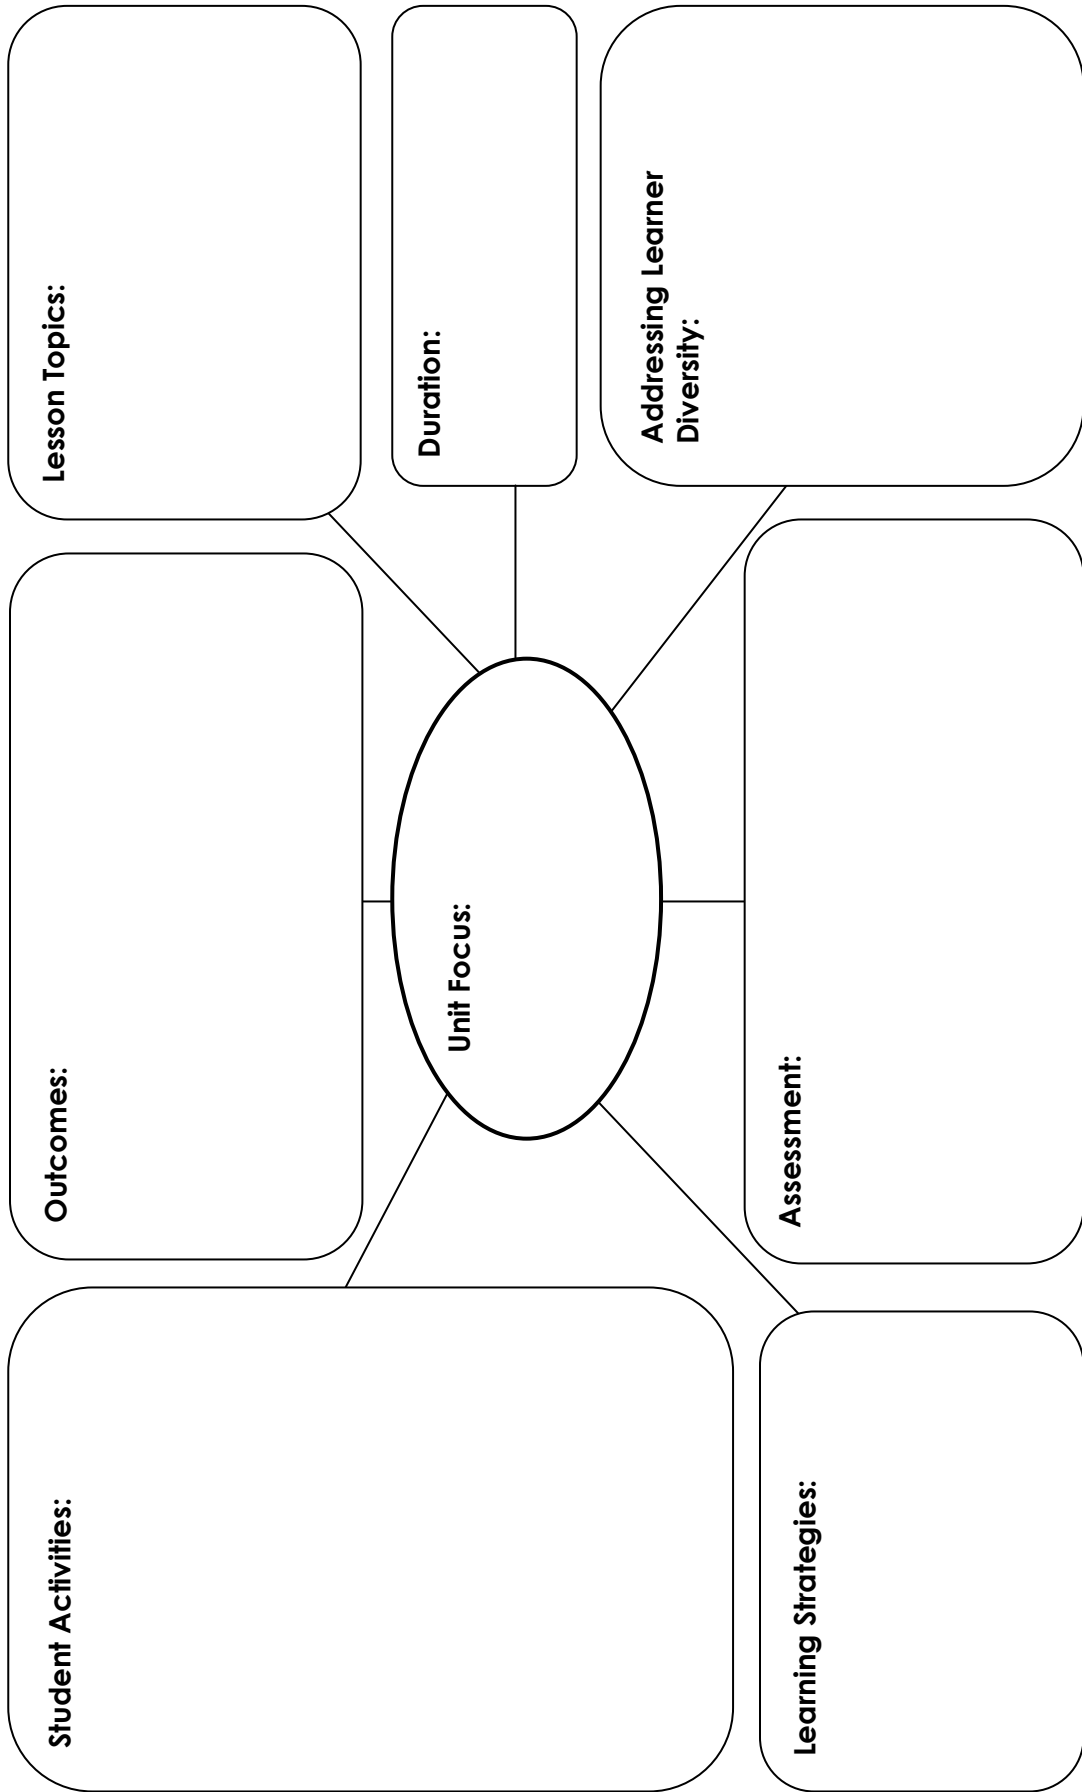 Student Activities:
Outcomes:
Lesson Topics:
Unit Focus:
Duration:
Addressing Learner
Diversity:
Learning Strategies:
Assessment: